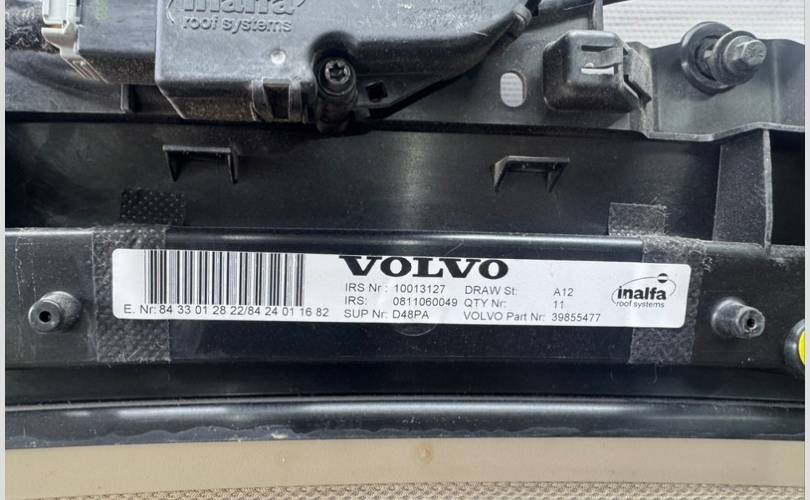 inalfa
roof systems
VOLVO
IRS Nr: 10013127 DRAW St: A12
IRS: 0811060049 QTY Nr: 11
E. Nr: 84 33 01 28 22/84 24 01 16 82 SUP Nr: D48PA VOLVO Part Nr: 39855477
inalfa
roof systems